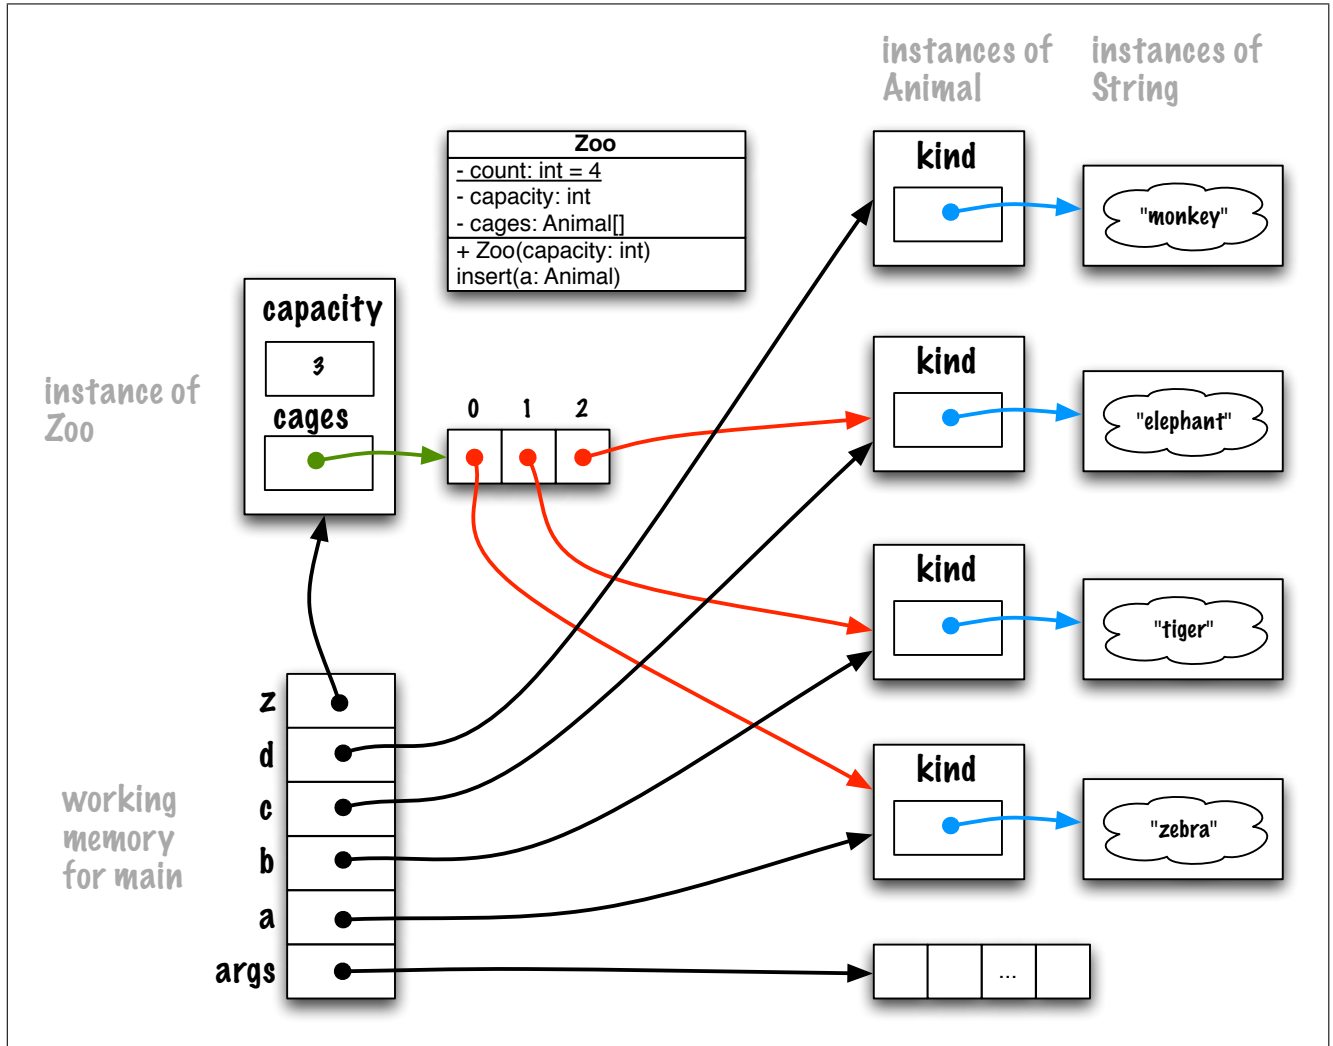 instances of
Animal
instances of
String
Zoo
- count: int = 4
- capacity: int
- cages: Animal[]
+ Zoo(capacity: int)
insert(a: Animal)
kind
"monkey"
capacity
3
cages
instance of
Zoo
0 1 2
kind
"elephant"
kind
"tiger"
z
d
c
b
a
args
working
memory
for main
kind
"zebra"
...